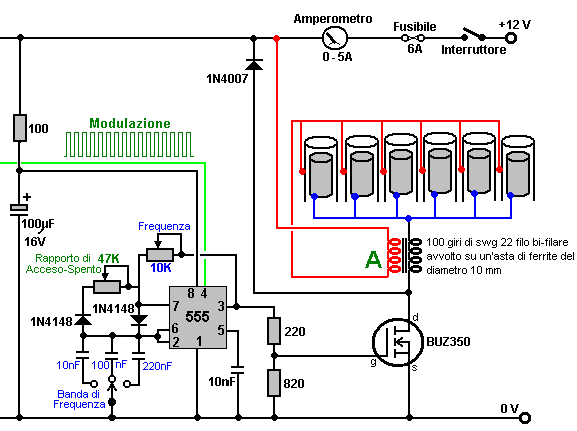 Amperometro
0 - 5A
Fusibile
6A
+12 V
Interruttore
1N4007
100
Modulazione
+
100µF
16V
Frequenza
10K
Rapporto di
Acceso-Spento
47K
1N4148
1N4148
8 4
7
3
555
6
2
5
1
10nF
100 nF
220nF
10nF
Banda di
Frequenza
220
820
A
100 giri di swg 22 filo bi-filare
avvolto su un'asta di ferrite del
diametro 10 mm
d
g
s
BUZ350
0 V